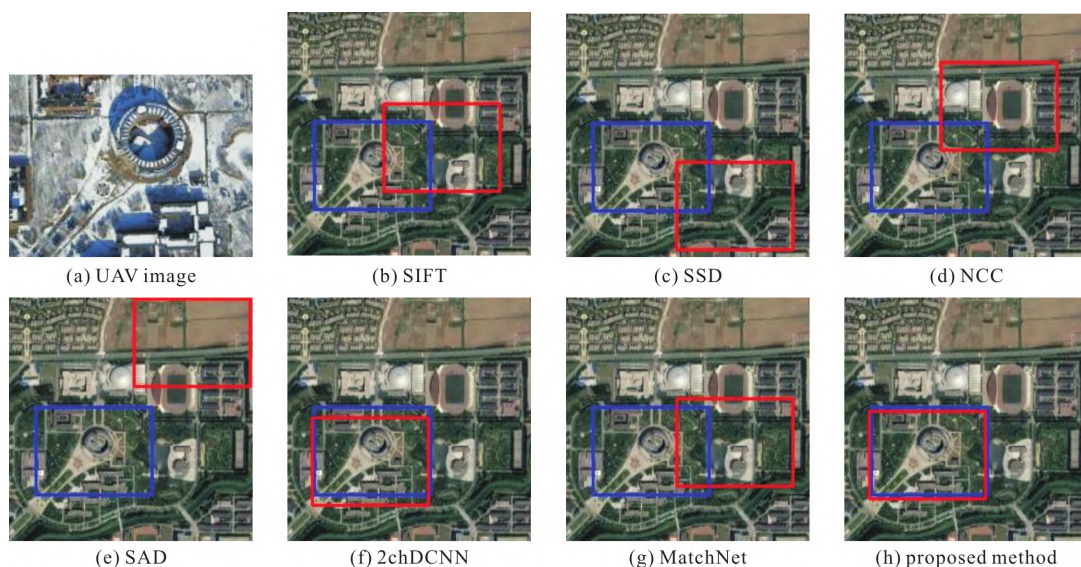 (a) UAV image
(b) SIFT
(c) SSD
(d) NCC
(e) SAD
(f) 2chDCNN
(g) MatchNet
(h) proposed method